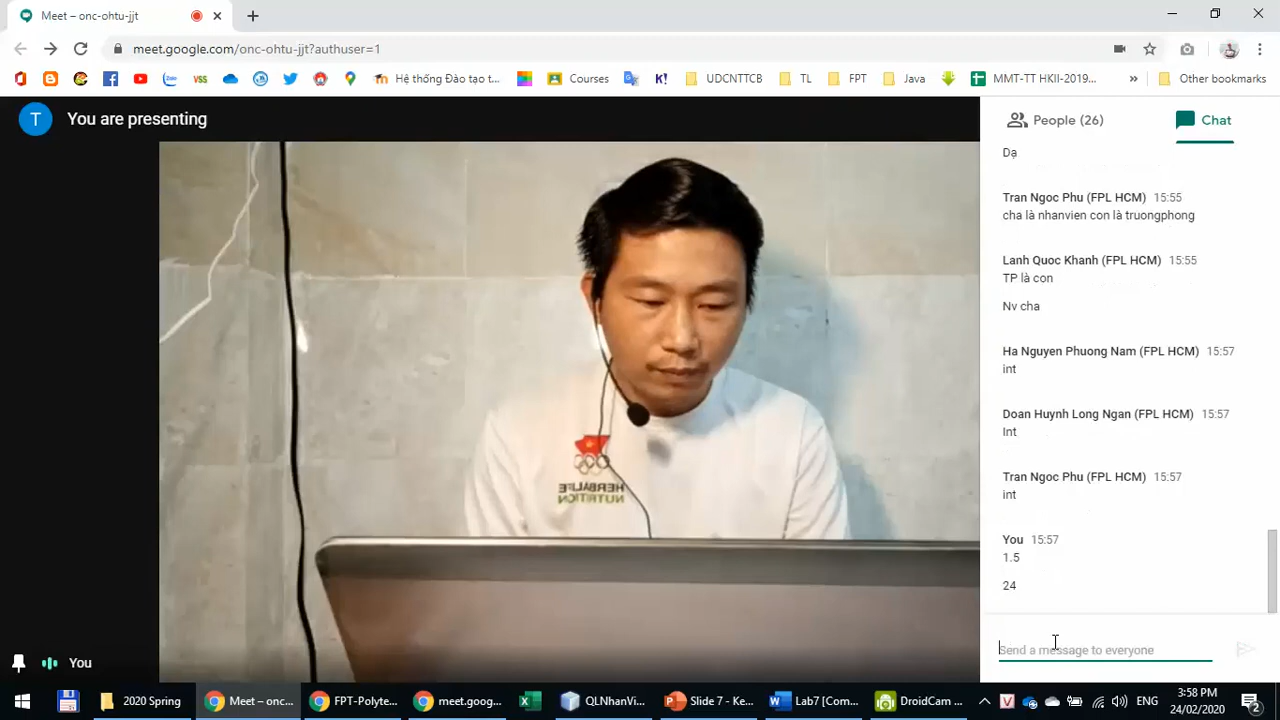 Meet – onc-ohtu-jjt
meet.google.com/onc-ohtu-jjt?authuser=1
VSS
Hệ thống Đào tạo t...
Courses
K!
UDCNTTCB
TL
FPT
Java
MMT-TT HKII-2019...
»
Other bookmarks
T
You are presenting
People (26)
Chat
Dạ
Tran Ngoc Phu (FPL HCM) 15:55
cha là nhanvien con là truongphong
Lanh Quoc Khanh (FPL HCM) 15:55
TP là con
Nv cha
Ha Nguyen Phuong Nam (FPL HCM) 15:57
int
Doan Huynh Long Ngan (FPL HCM) 15:57
Int
Tran Ngoc Phu (FPL HCM) 15:57
int
You 15:57
1.5
24
Send a message to everyone
HERBALIFE
NUTRITION
You
2020 Spring
Meet – onc-...
FPT-Polyte...
meet.goog...
QLNhanVi...
Slide 7 - Ke...
Lab7 [Com...
DroidCam ...
ENG
3:58 PM
24/02/2020
2